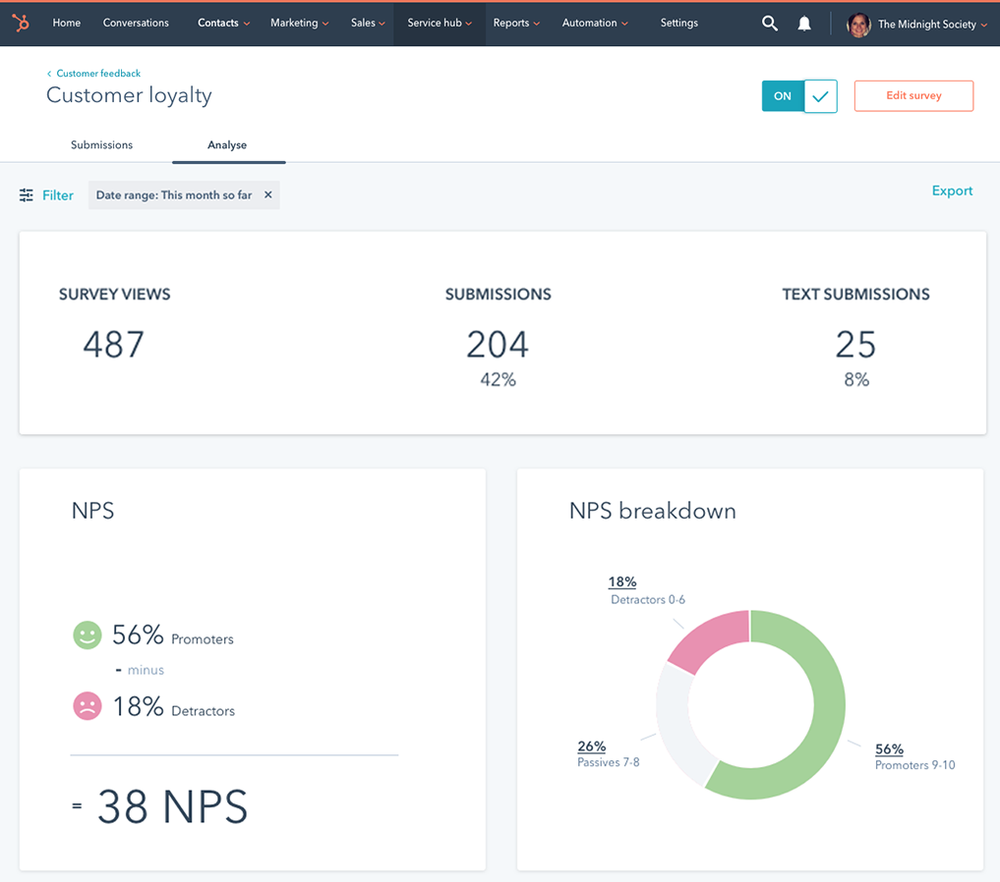 Home Conversations Contacts Marketing Sales Service hub Reports Automation Settings The Midnight Society
Customer feedback
Customer loyalty
ON
Edit survey
Submissions Analyse
Filter Date range: This month so far ×
Export
SURVEY VIEWS SUBMISSIONS TEXT SUBMISSIONS
487 204 25
42% 8%
NPS
56% Promoters
- minus
18% Detractors
= 38 NPS
NPS breakdown
18%
Detractors 0-6
26%
Passives 7-8
56%
Promoters 9-10